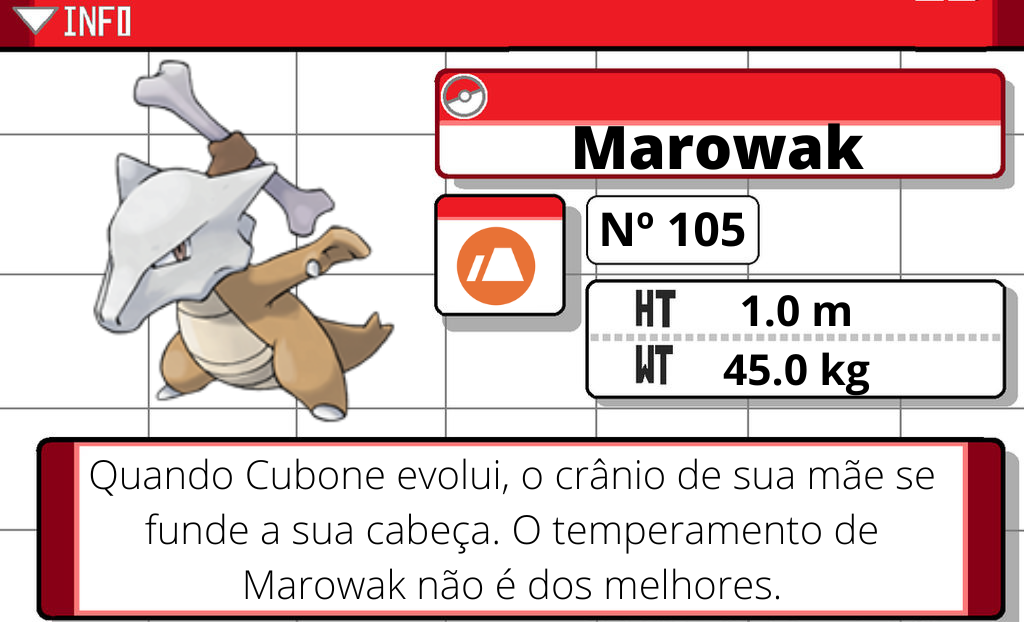 INFO
Marowak
Nº 105
HT 1.0 m
WT 45.0 kg
Quando Cubone evolui, o crânio de sua mãe se
funde a sua cabeça. O temperamento de
Marowak não é dos melhores.